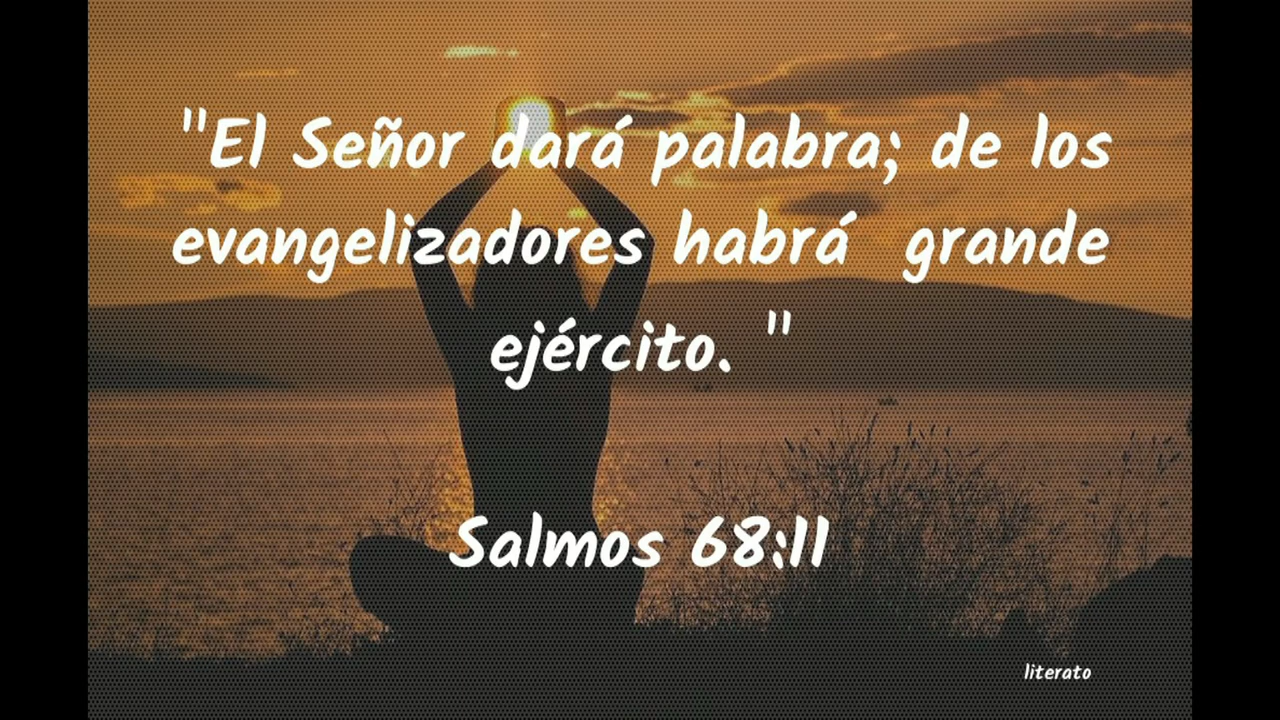 "El Señor dará palabra; de los
evangelizadores habrá grande
ejército. "
Salmos 68:11
literato